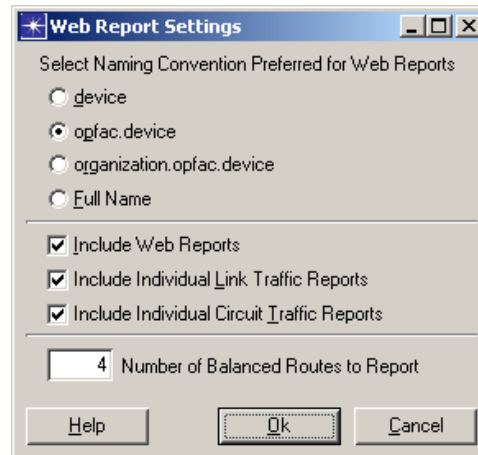 Web Report Settings
Select Naming Convention Preferred for Web Reports
device
opfac.device
organization.opfac.device
Full Name
Include Web Reports
Include Individual Link Traffic Reports
Include Individual Circuit Traffic Reports
4 Number of Balanced Routes to Report
Help Ok Cancel